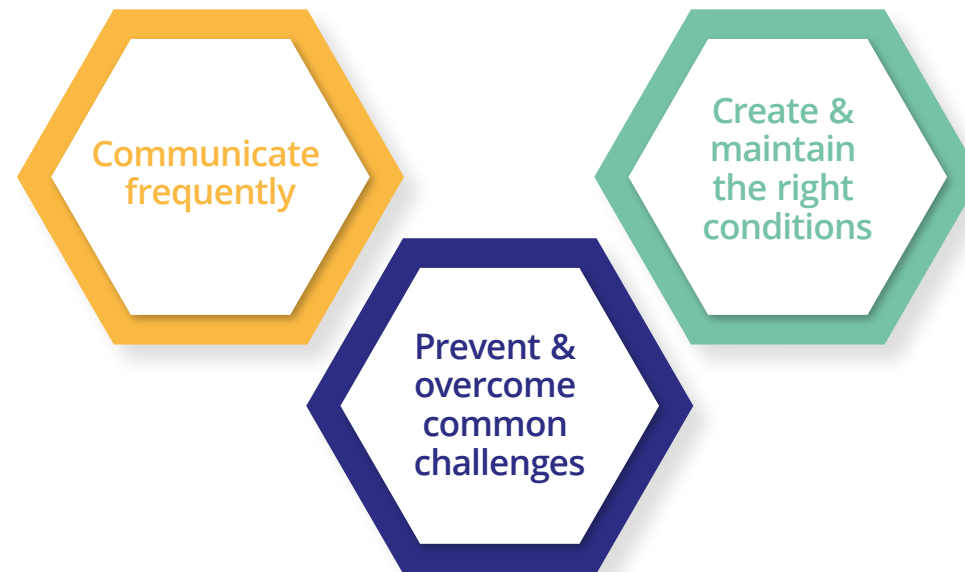 Communicate
frequently
Prevent &
overcome
common
challenges
Create &
maintain
the right
conditions